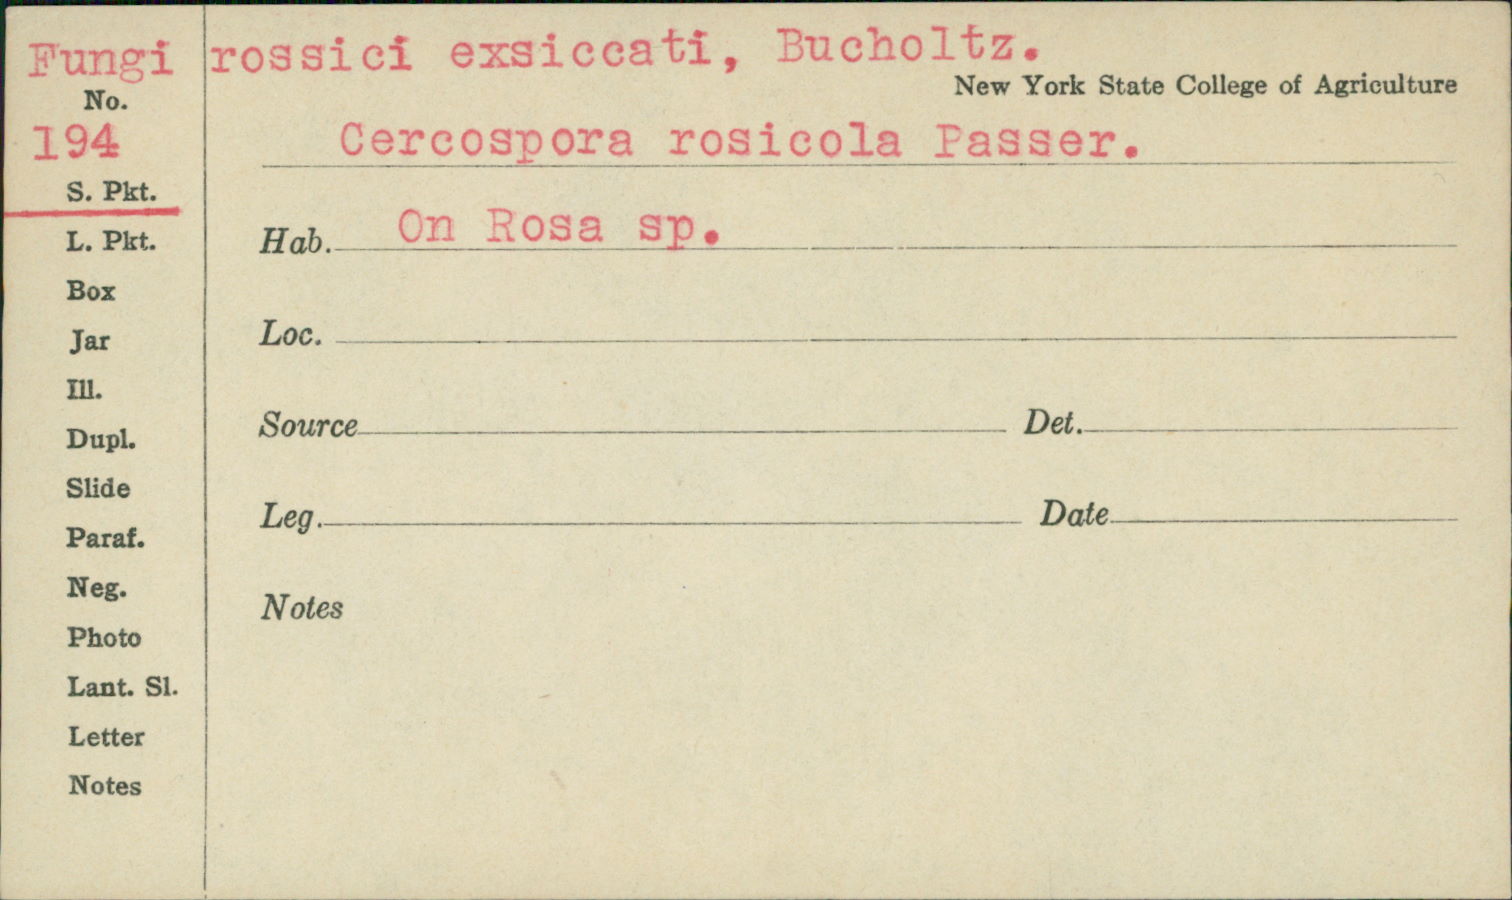 Fungi rossici exsiccati, Bucholtz.
New York State College of Agriculture
No.
194
Cercospora rosicola Passer.
S. Pkt.
L. Pkt.
Box
Jar
Ill.
Dupl.
Slide
Paraf.
Neg.
Photo
Lant. Sl.
Letter
Notes
Hab. On Rosa sp.
Loc.
Source Det.
Leg. Date
Notes